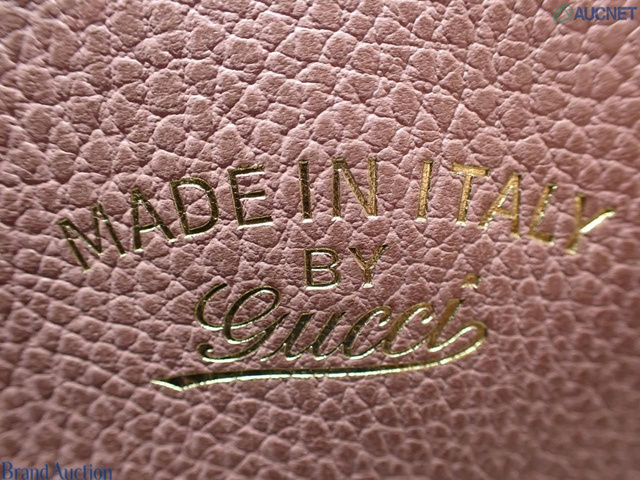 AUCNET
MADE IN ITALY
BY
Gucci
Brand Auction